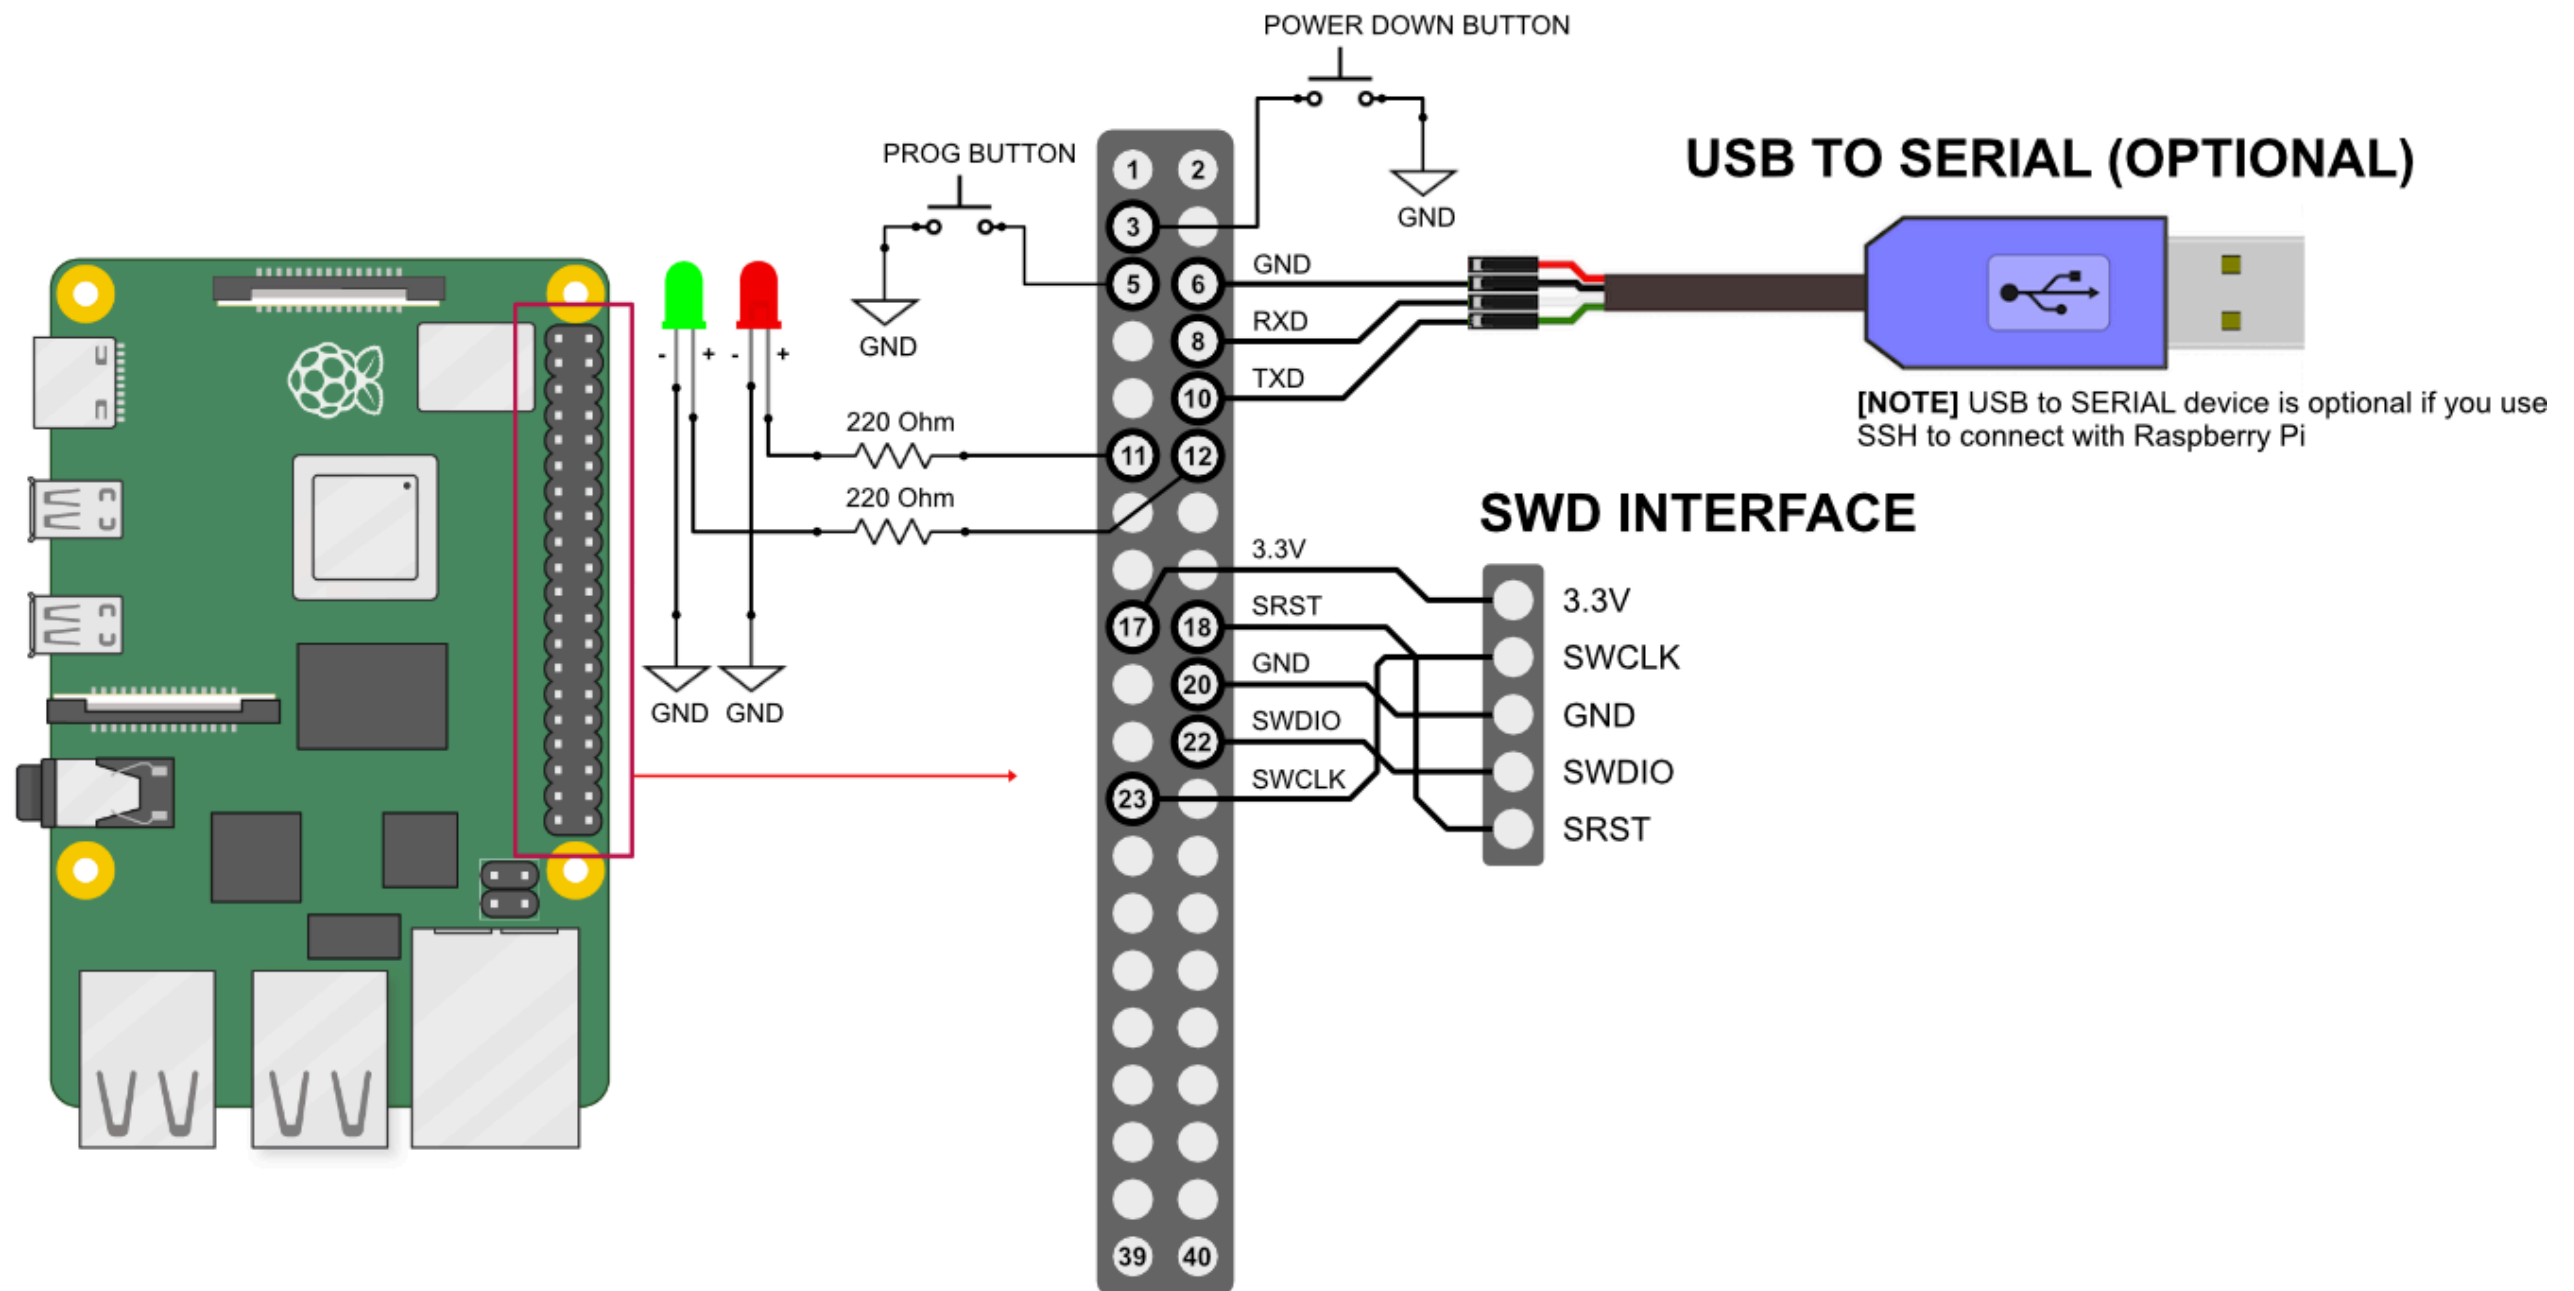 POWER DOWN BUTTON
PROG BUTTON
GND
GND
USB TO SERIAL (OPTIONAL)
1 2
3
5 6
8
10
11 12
17 18
20
22
23
39 40
GND
RXD
TXD
[NOTE] USB to SERIAL device is optional if you use
SSH to connect with Raspberry Pi
- + - +
220 Ohm
220 Ohm
GND GND
SWD INTERFACE
3.3V
SRST
GND
SWDIO
SWCLK
3.3V
SWCLK
GND
SWDIO
SRST